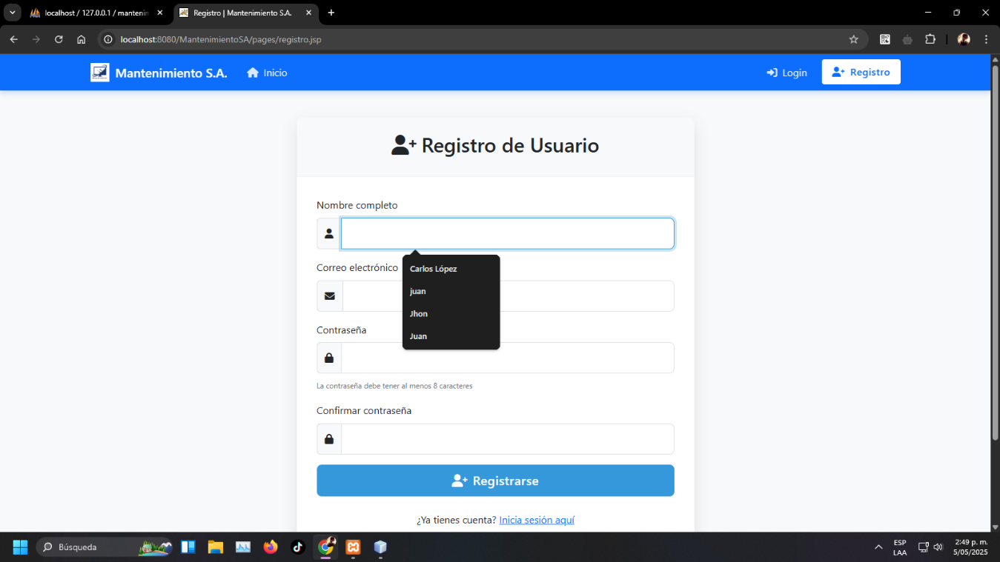 localhost / 127.0.0.1 / mantenin
Registro | Mantenimiento S.A.
localhost:8080/MantenimientoSA/pages/registro.jsp
Mantenimiento S.A.
Inicio
Login
Registro
Registro de Usuario
Nombre completo
Carlos López
juan
Jhon
Juan
Correo electrónico
Contraseña
La contraseña debe tener al menos 8 caracteres
Confirmar contraseña
Registrarse
¿Ya tienes cuenta? Inicia sesión aquí
Búsqueda
ESP
LAA
2:49 p. m.
5/05/2025